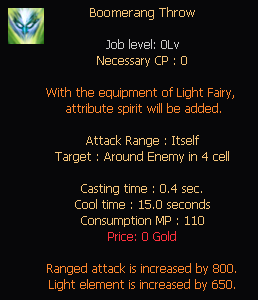 Boomerang Throw
Job level: 0Lv
Necessary CP : 0
With the equipment of Light Fairy,
attribute spirit will be added.
Attack Range : Itself
Target : Around Enemy in 4 cell
Casting time : 0.4 sec.
Cool time : 15.0 seconds
Consumption MP : 110
Price: 0 Gold
Ranged attack is increased by 800.
Light element is increased by 650.